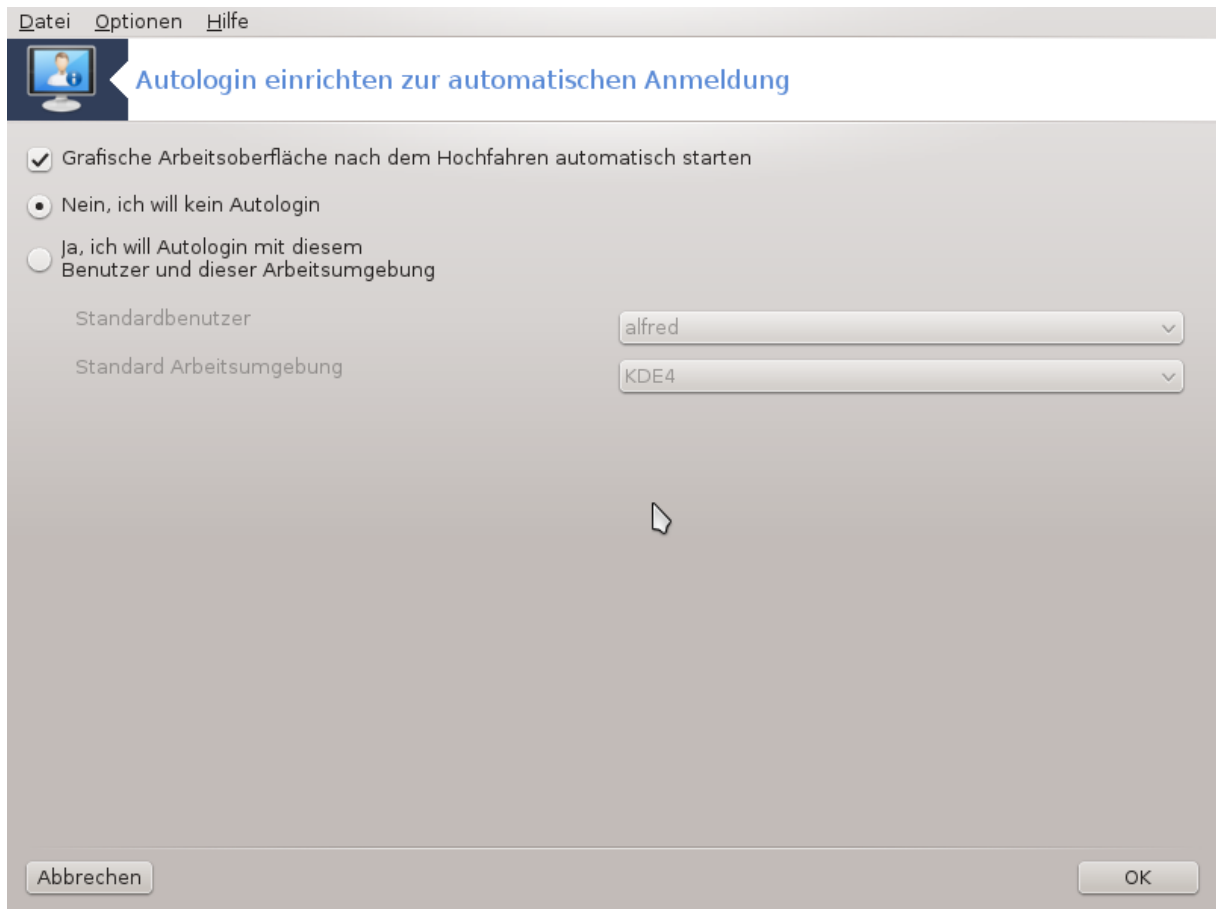 Datei Optionen Hilfe
Autologin einrichten zur automatischen Anmeldung
Grafische Arbeitsoberfläche nach dem Hochfahren automatisch starten
Nein, ich will kein Autologin
Ja, ich will Autologin mit diesem
Benutzer und dieser Arbeitsumgebung
Standardbenutzer alfred
Standard Arbeitsumgebung KDE4
Abbrechen OK